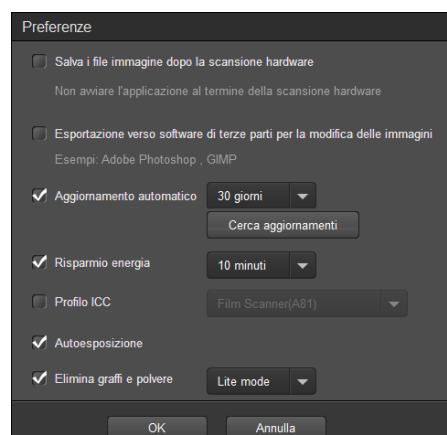 Preferenze
Salva i file immagine dopo la scansione hardware
Non avviare l'applicazione al termine della scansione hardware
Esportazione verso software di terze parti per la modifica delle immagini
Esempi: Adobe Photoshop , GIMP
Aggiornamento automatico 30 giorni
Cerca aggiornamenti
Risparmio energia 10 minuti
Profilo ICC Film Scanner(A81)
Autoesposizione
Elimina graffi e polvere Lite mode
OK Annulla